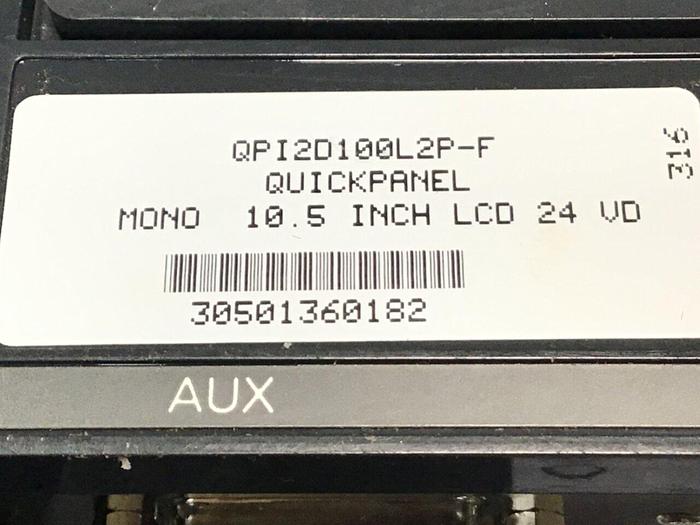 QPI2D100L2P-F
QUICKPANEL
MONO 10.5 INCH LCD 24 VD
30501360182
316
AUX